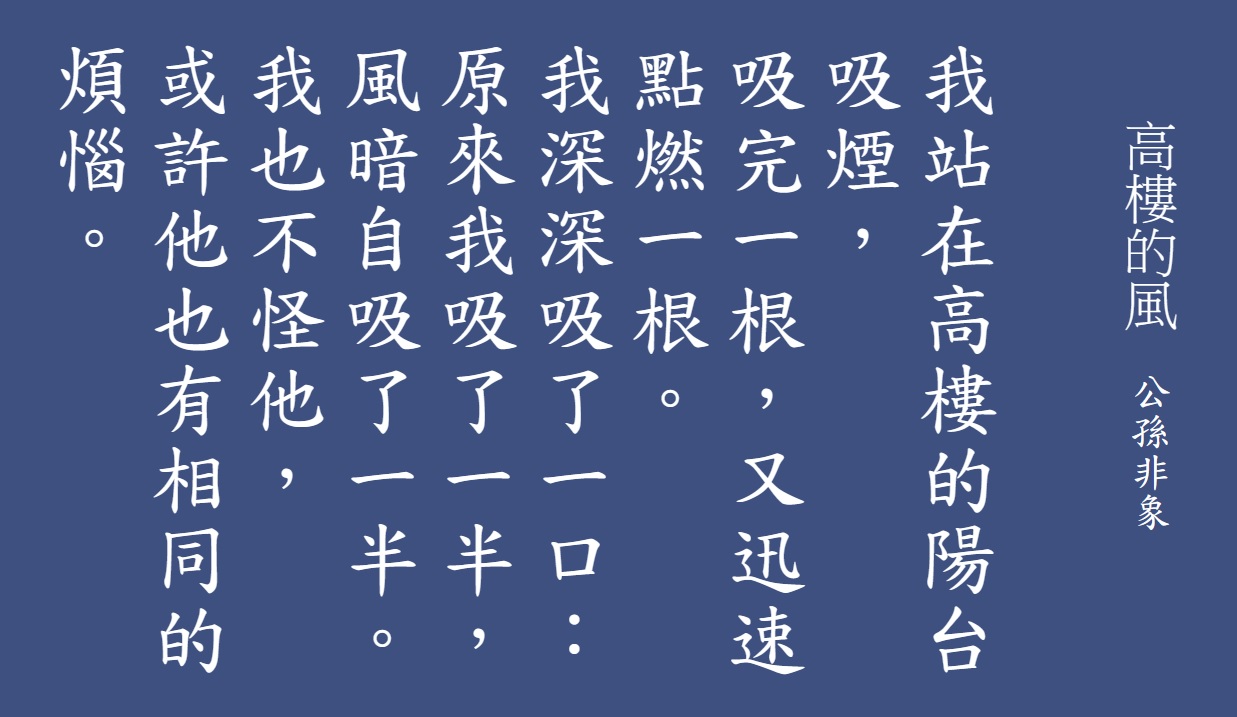 高樓的風 公孫非象
我站在高樓的陽台
吸煙，
吸完一根，又迅速
點燃一根。
我深深吸了一口：
原來我吸了一半，
風暗自吸了一半。
我也不怪他，
或許他也有相同的
煩惱。